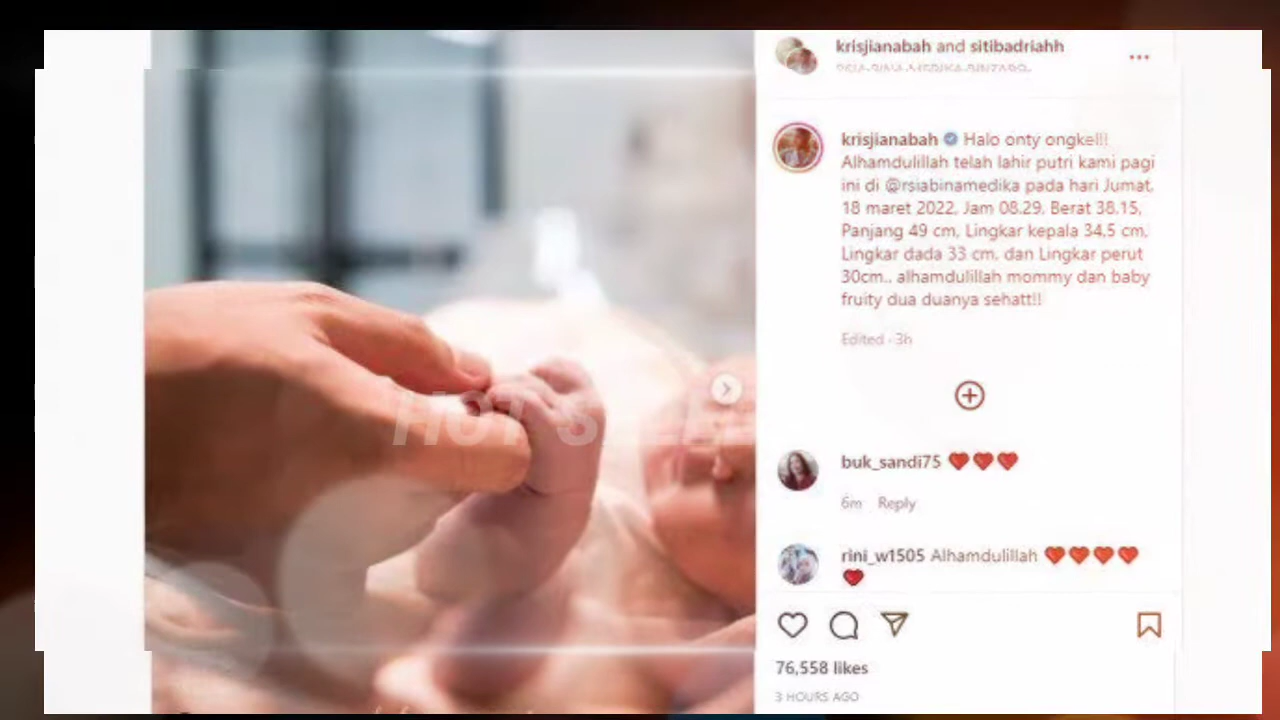 krisjianabah and sitibadriahh
krisjianabah Halo onty ongkel!!
Alhamdulillah telah lahir putri kami pagi
ini di @rsiabinamedika pada hari Jumat,
18 maret 2022, Jam 08.29. Berat 38.15,
Panjang 49 cm, Lingkar kepala 34,5 cm,
Lingkar dada 33 cm, dan Lingkar perut
30cm.. alhamdulillah mommy dan baby
fruity dua duanya sehatt!!
Edited · 3h
HOT S
buk_sandi75 ❤❤❤
6m Reply
rini_w1505 Alhamdulillah ❤❤❤❤
❤
76,558 likes
3 HOURS AGO